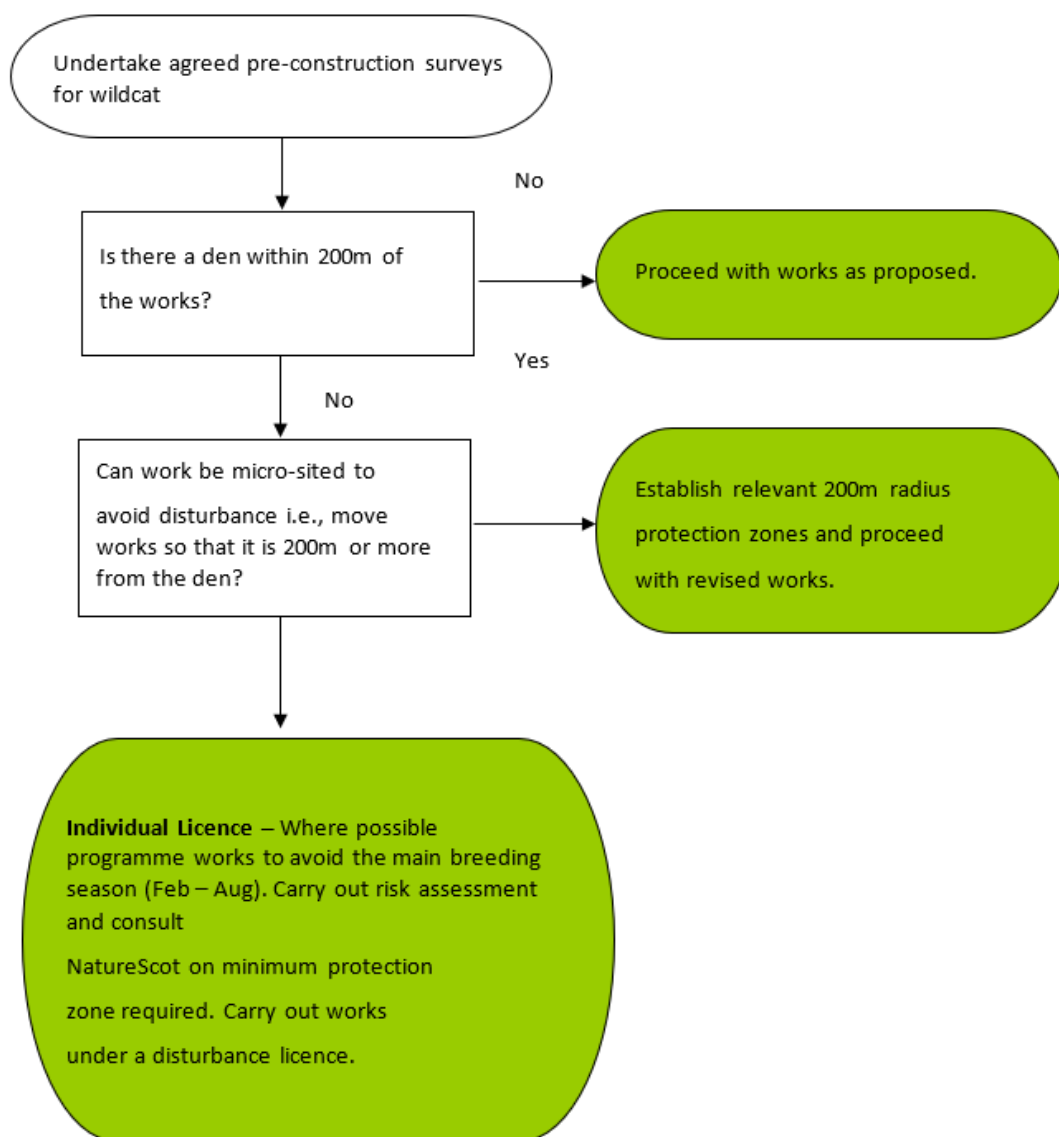 Undertake agreed pre-construction surveys
for wildcat
No
Is there a den within 200m of
the works?
Proceed with works as proposed.
Yes
No
Can work be micro-sited to
avoid disturbance i.e., move
works so that it is 200m or more
from the den?
Establish relevant 200m radius
protection zones and proceed
with revised works.
Individual Licence – Where possible
programme works to avoid the main breeding
season (Feb – Aug). Carry out risk assessment
and consult
NatureScot on minimum protection
zone required. Carry out works
under a disturbance licence.